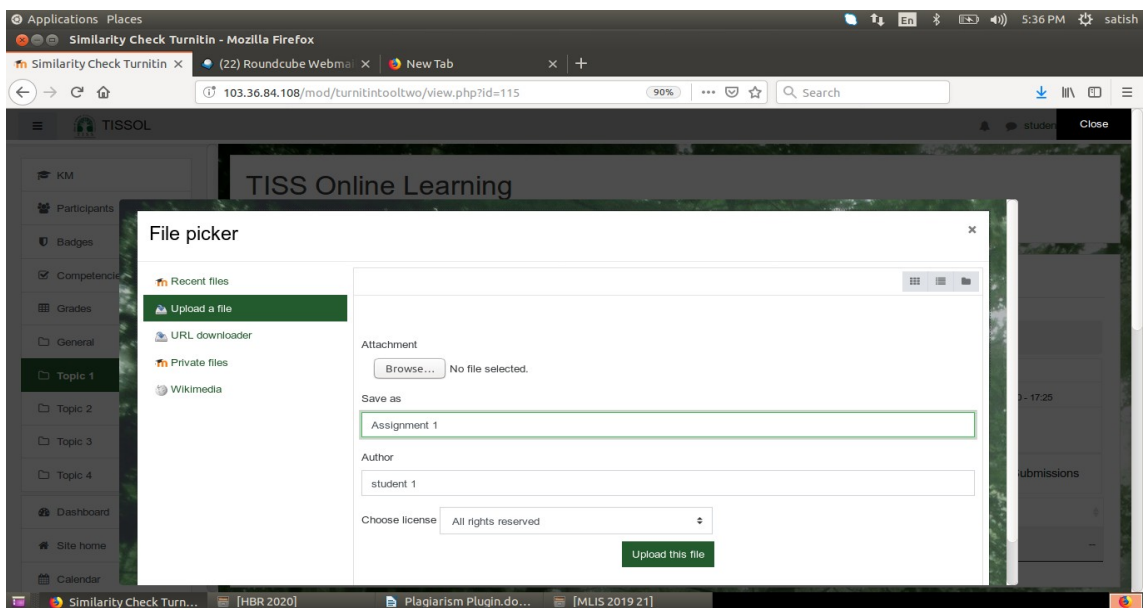 Applications Places En 5:36 PM satish
Similarity Check Turnitin - Mozilla Firefox
Similarity Check Turnitin × (22) Roundcube Webmai × New Tab × +
103.36.84.108/mod/turnitintooltwo/view.php?id=115 90% Search
TISSOL studen Close
KM
Participants
Badges
Competencie
Grades
General
Topic 1
Topic 2
Topic 3
Topic 4
Dashboard
Site home
Calendar
TISS Online Learning
File picker ×
Recent files
Upload a file
URL downloader
Private files
Wikimedia
Attachment
Browse... No file selected.
Save as
Assignment 1
Author
student 1
Choose license All rights reserved
Upload this file
- 17:25
ubmissions
Similarity Check Turn... [HBR 2020] Plagiarism Plugin.do... [MLIS 2019 21]